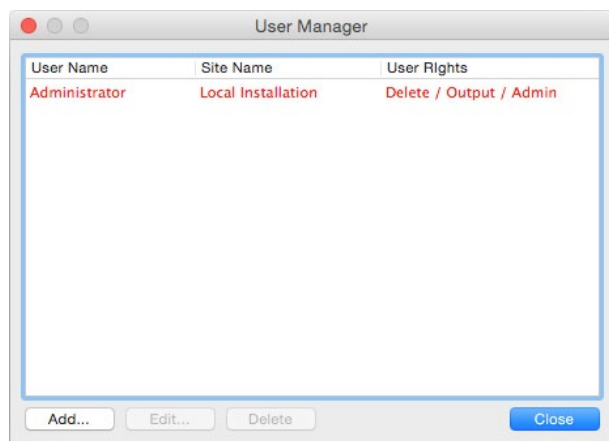 User Manager
User Name Site Name User RIghts
Administrator Local Installation Delete / Output / Admin
Add... Edit... Delete Close